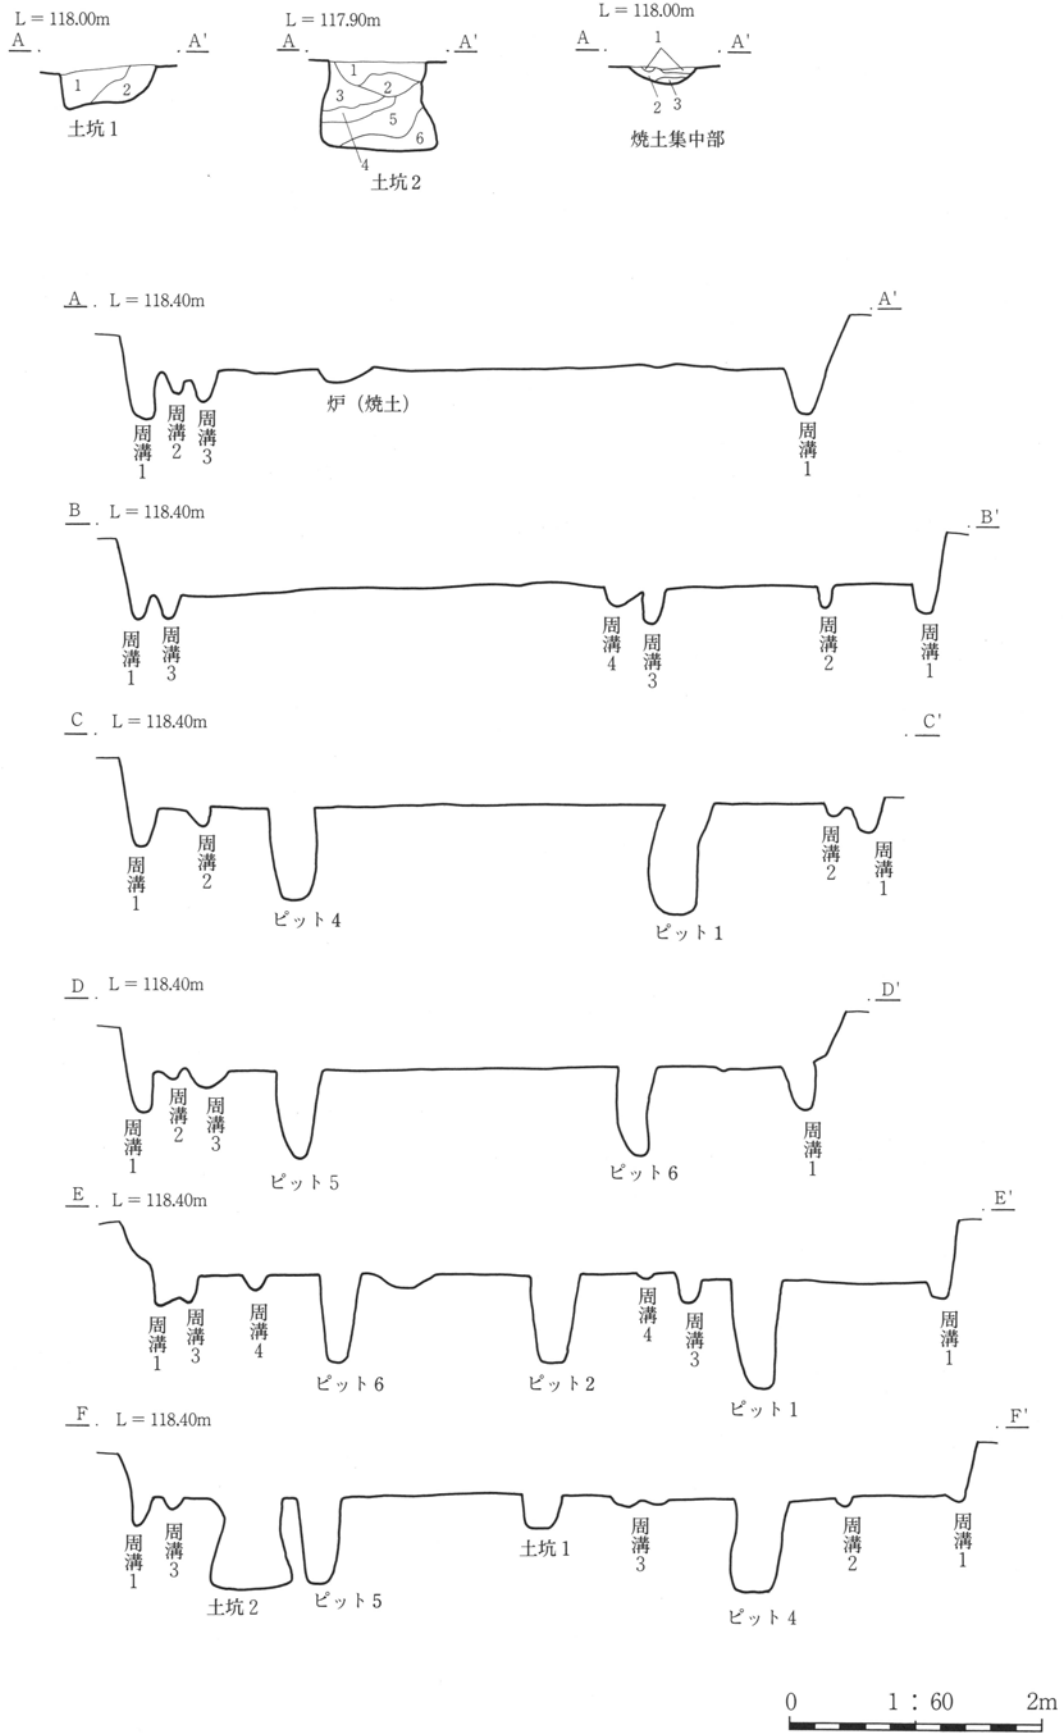 L = 118.00m
A
A'
1
2
土坑1
L = 117.90m
A
A'
1
2
3
5
6
4
土坑2
L = 118.00m
A
1
A'
2
3
焼土集中部
A
L = 118.40m
A'
周溝1
周溝2
周溝3
炉（焼土）
周溝1
B
L = 118.40m
B'
周溝1
周溝3
周溝4
周溝3
周溝2
周溝1
C
L = 118.40m
C'
周溝1
周溝2
ピット4
ピット1
周溝2
周溝1
D
L = 118.40m
D'
周溝1
周溝2
周溝3
ピット5
ピット6
周溝1
E
L = 118.40m
E'
周溝1
周溝3
周溝4
ピット6
ピット2
周溝4
周溝3
ピット1
周溝1
F
L = 118.40m
F'
周溝1
周溝3
土坑2
ピット5
土坑1
周溝3
ピット4
周溝2
周溝1
0
1：60
2m